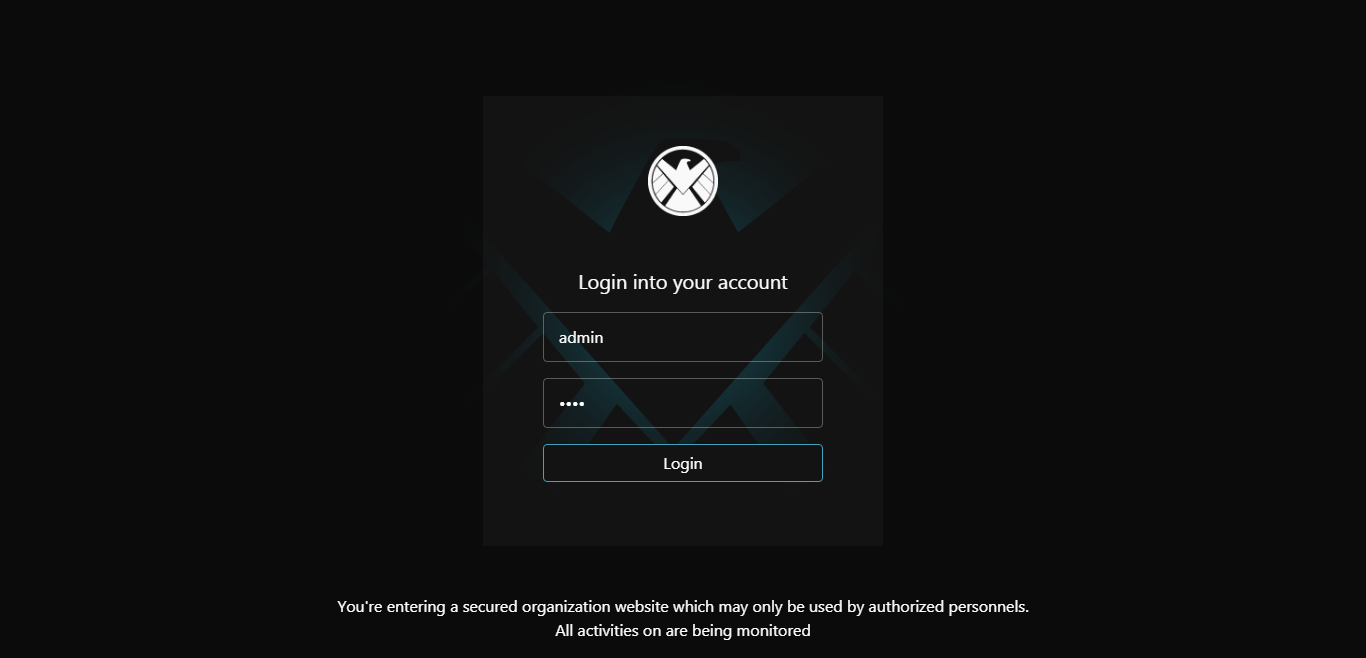 Login into your account
admin
••••
Login
You're entering a secured organization website which may only be used by authorized personnels.
All activities on are being monitored